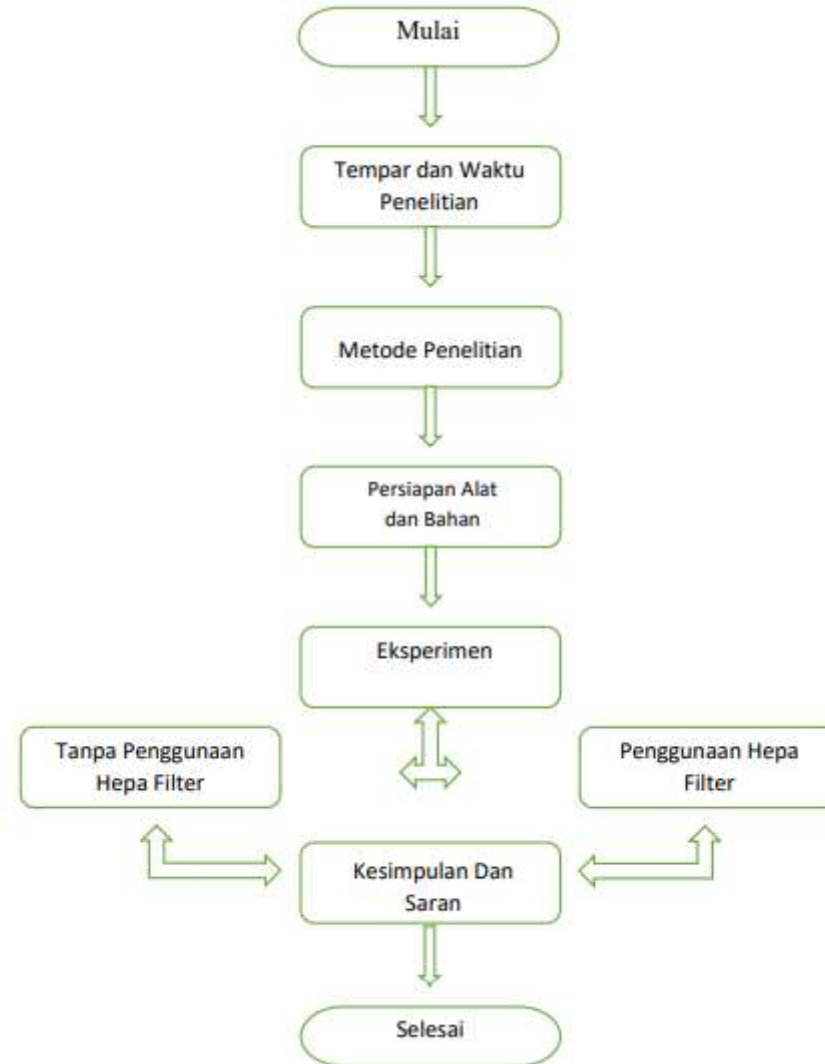 Mulai
Tempar dan Waktu
Penelitian
Metode Penelitian
Persiapan Alat
dan Bahan
Eksperimen
Tanpa Penggunaan
Hepa Filter
Penggunaan Hepa
Filter
Kesimpulan Dan
Saran
Selesai